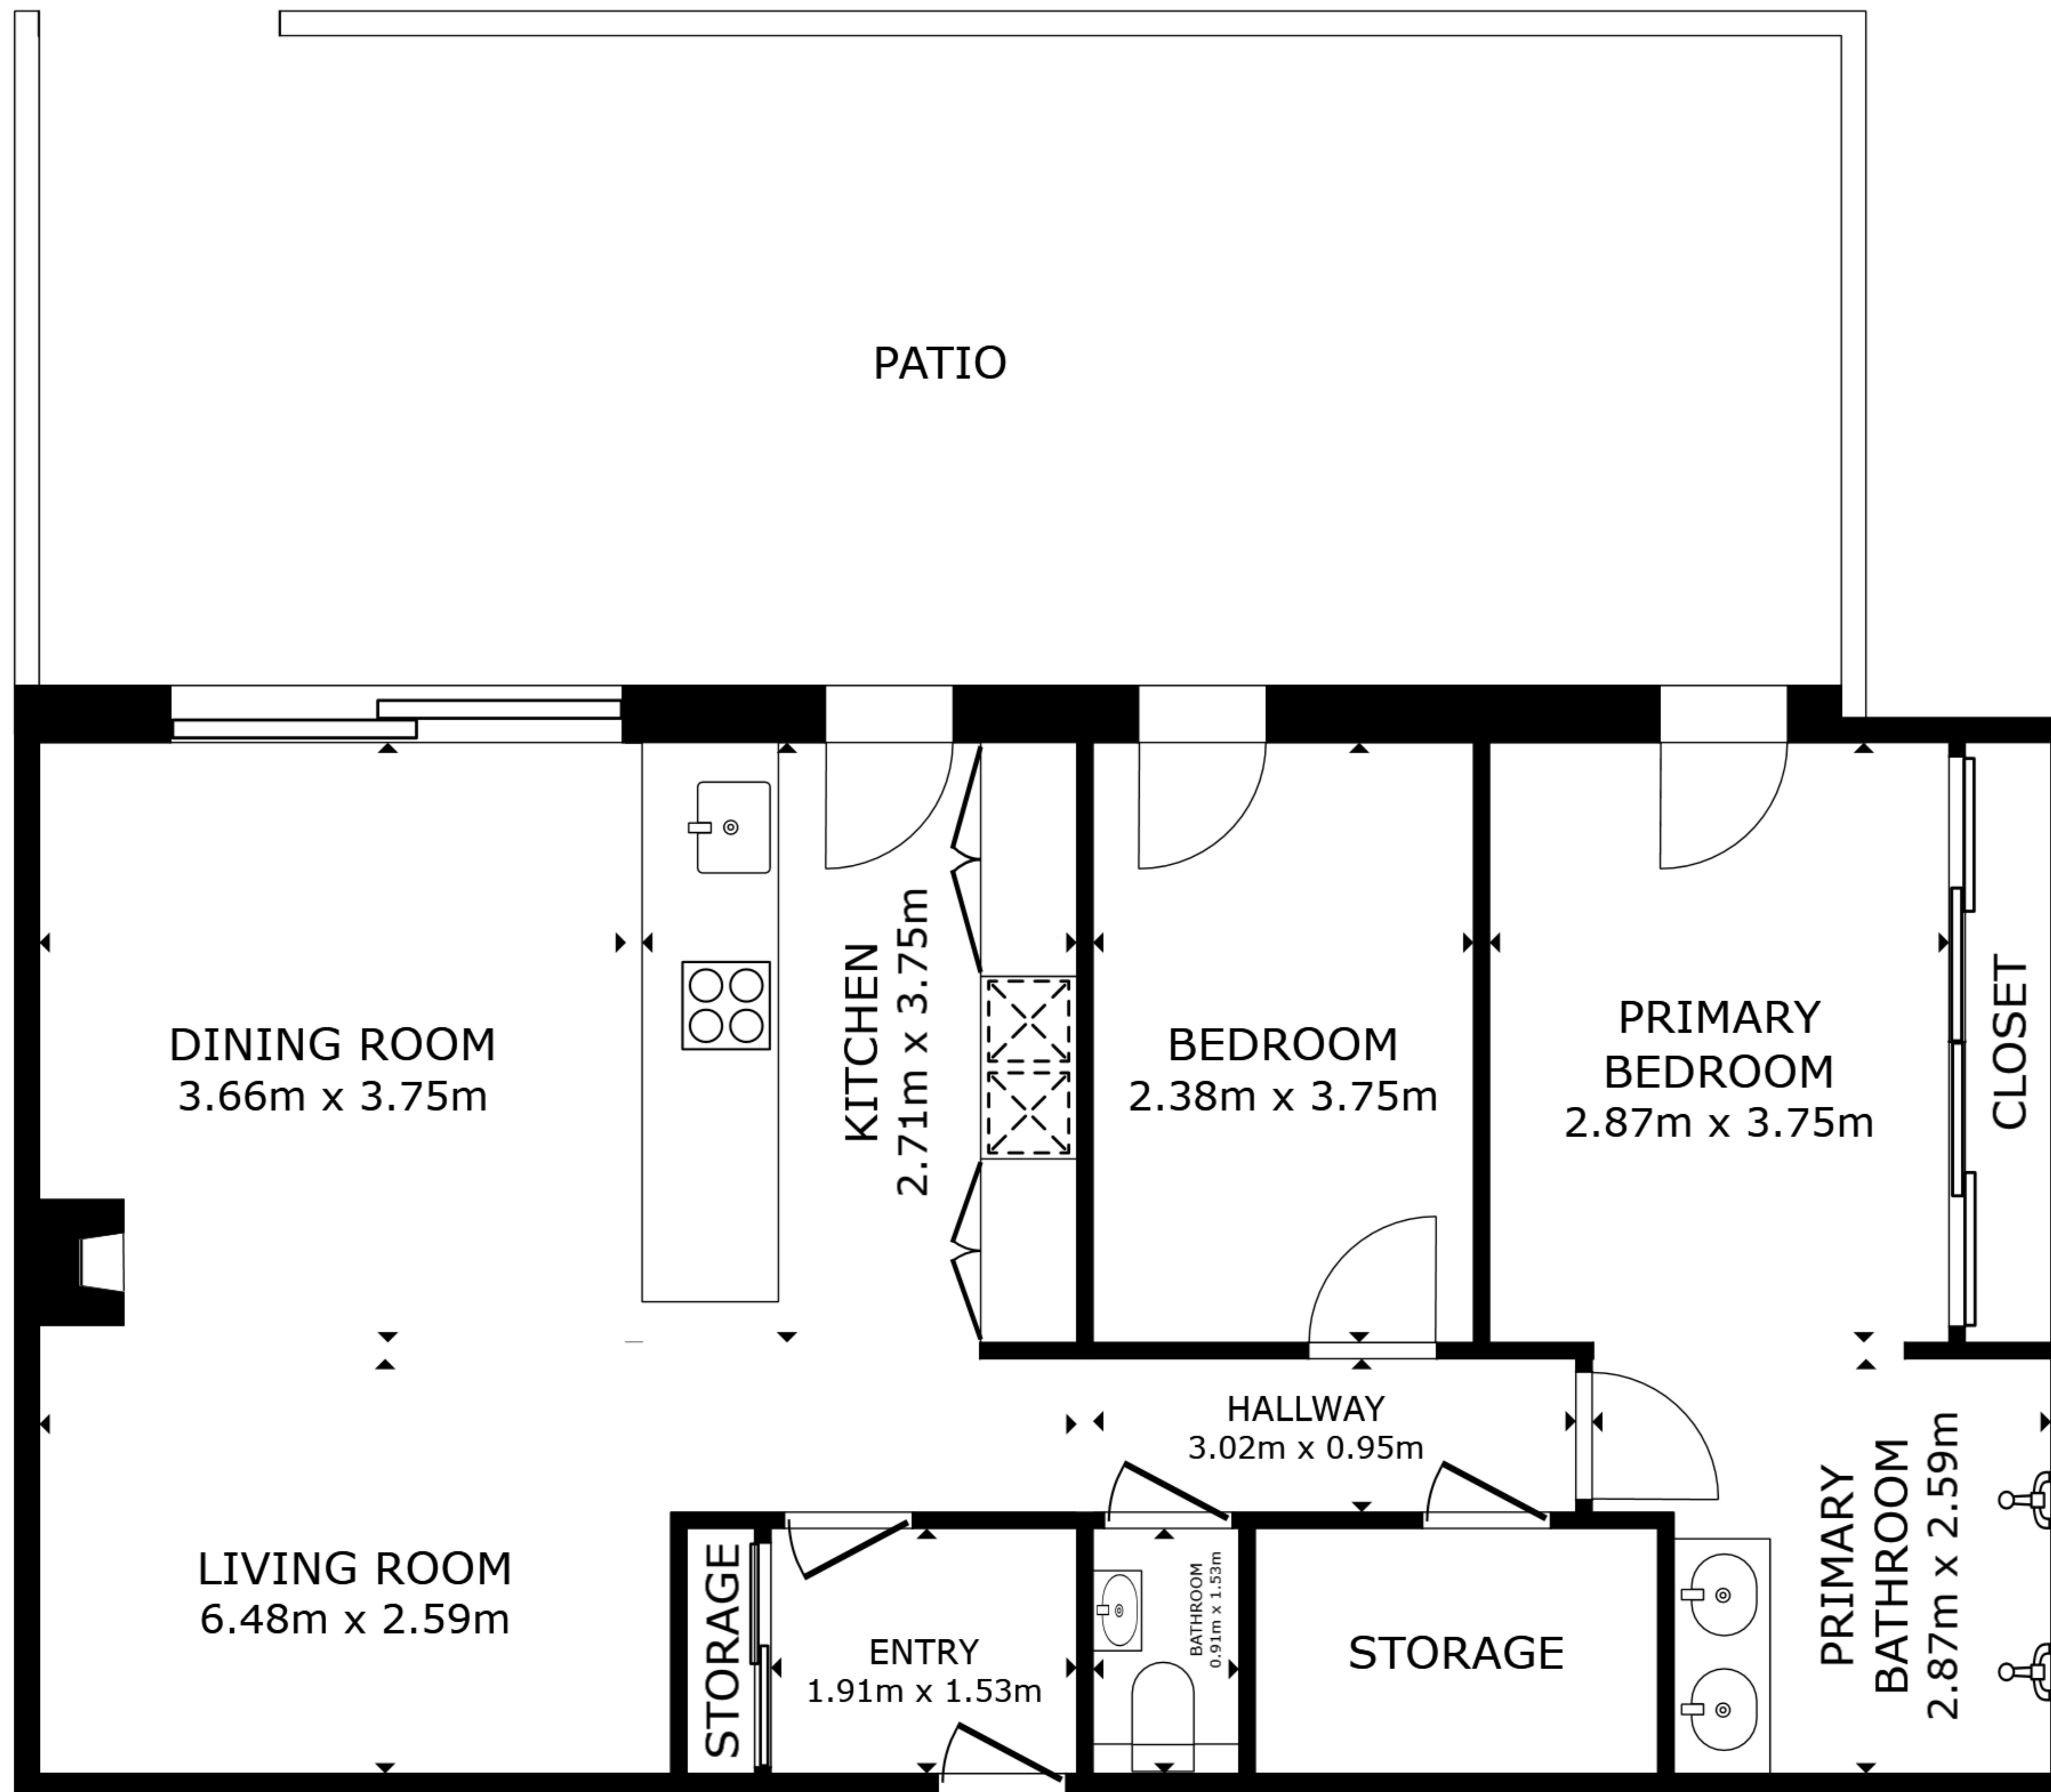 PATIO
DINING ROOM
3.66m x 3.75m
KITCHEN
2.71m x 3.75m
BEDROOM
2.38m x 3.75m
PRIMARY
BEDROOM
2.87m x 3.75m
CLOSET
HALLWAY
3.02m x 0.95m
LIVING ROOM
6.48m x 2.59m
STORAGE
ENTRY
1.91m x 1.53m
BATHROOM
0.91m x 1.53m
STORAGE
PRIMARY
BATHROOM
2.87m x 2.59m